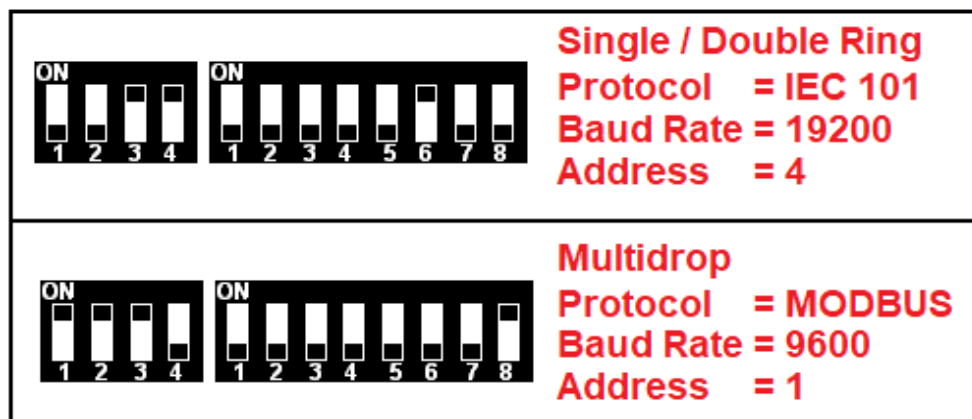 ON ON
1 2 3 4 1 2 3 4 5 6 7 8
Single / Double Ring
Protocol = IEC 101
Baud Rate = 19200
Address = 4
ON ON
1 2 3 4 1 2 3 4 5 6 7 8
Multidrop
Protocol = MODBUS
Baud Rate = 9600
Address = 1